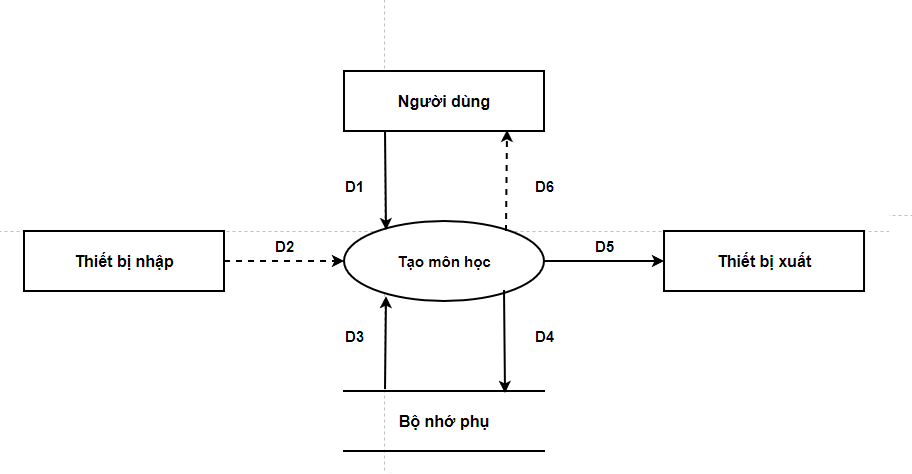 Người dùng
D1
D6
Thiết bị nhập
D2
Tạo môn học
D5
Thiết bị xuất
D3
D4
Bộ nhớ phụ